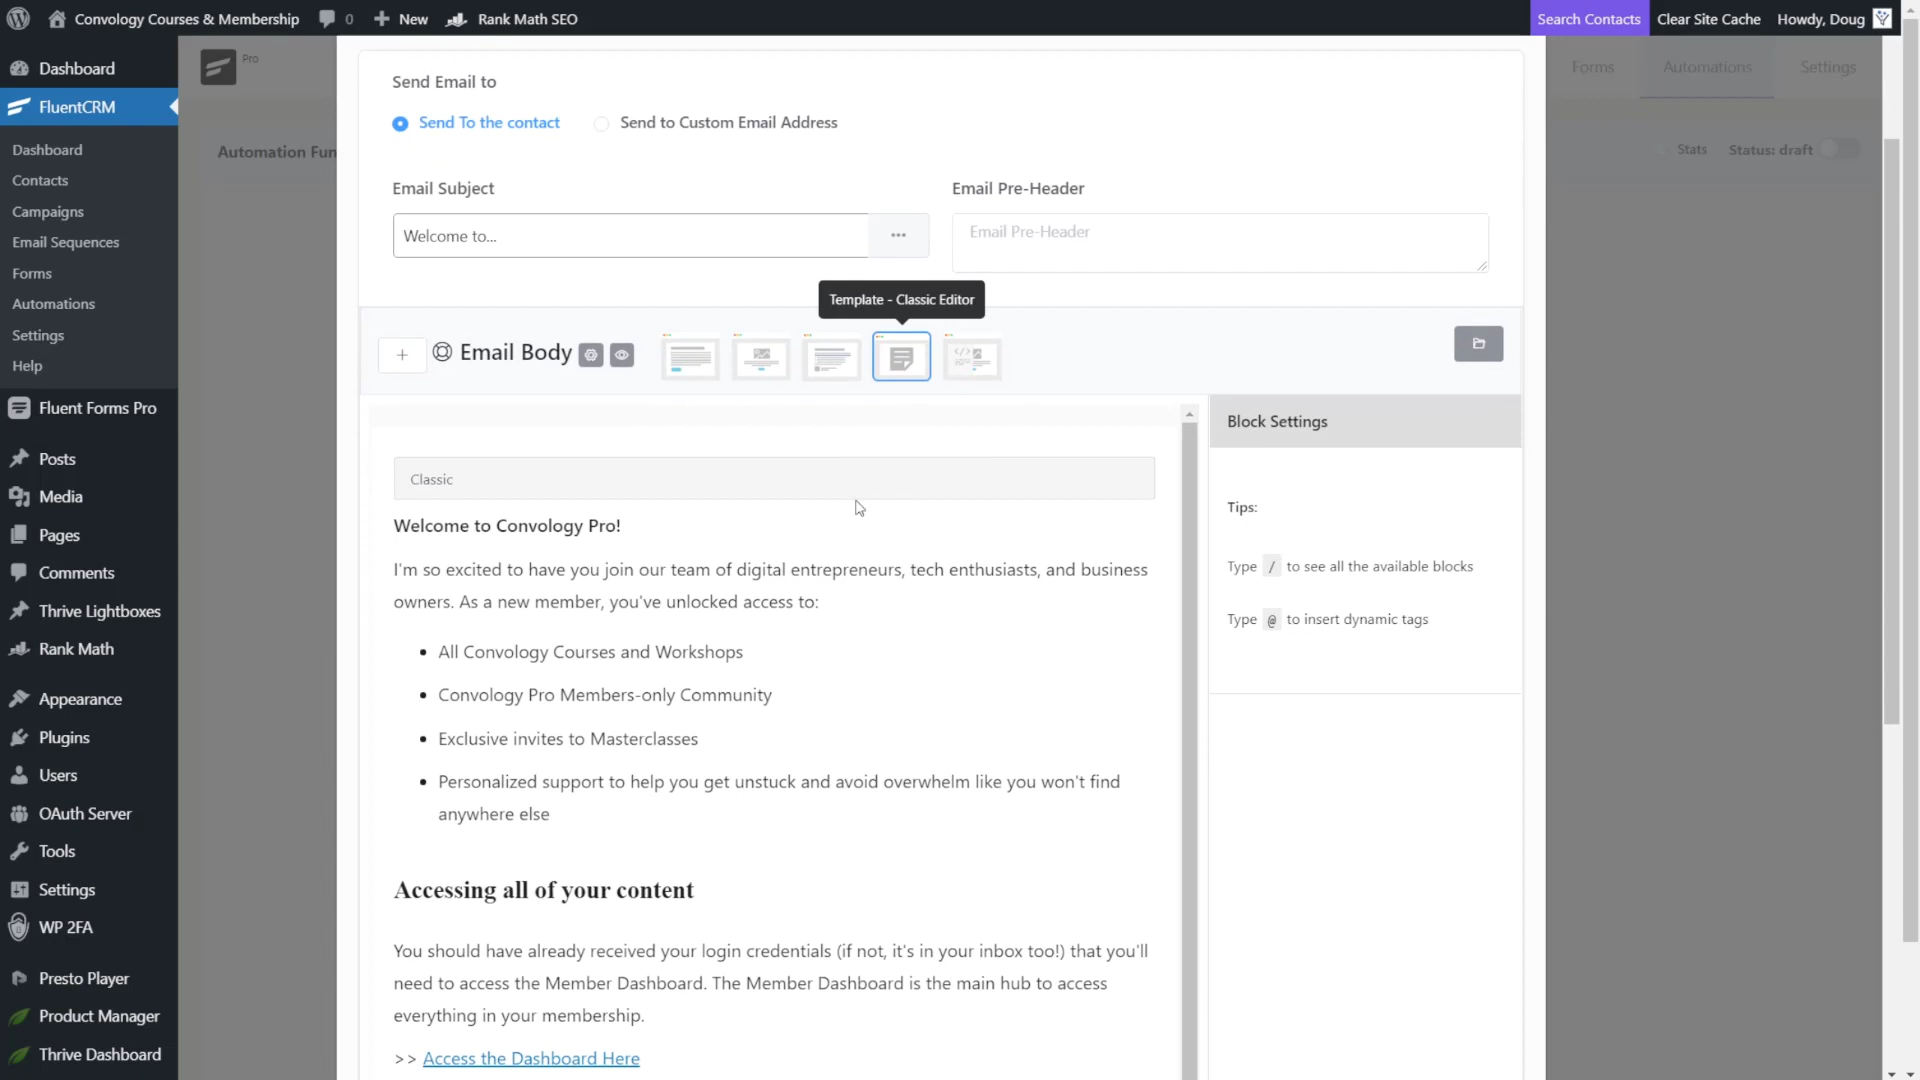 Convology Courses & Membership
0
New
Rank Math SEO
Search Contacts
Clear Site Cache
Howdy, Doug
Dashboard
FluentCRM
Dashboard
Contacts
Campaigns
Email Sequences
Forms
Automations
Settings
Help
Fluent Forms Pro
Posts
Media
Pages
Comments
Thrive Lightboxes
Rank Math
Appearance
Plugins
Users
OAuth Server
Tools
Settings
WP 2FA
Presto Player
Product Manager
Thrive Dashboard
Pro
Forms
Automations
Settings
Automation Fun
Stats
Status: draft
Send Email to
Send To the contact
Send to Custom Email Address
Email Subject
Email Pre-Header
Welcome to...
Email Pre-Header
Template - Classic Editor
Email Body
Block Settings
Classic
Welcome to Convology Pro!
I'm so excited to have you join our team of digital entrepreneurs, tech enthusiasts, and business
owners. As a new member, you've unlocked access to:
• All Convology Courses and Workshops
• Convology Pro Members-only Community
• Exclusive invites to Masterclasses
• Personalized support to help you get unstuck and avoid overwhelm like you won't find
anywhere else
Accessing all of your content
You should have already received your login credentials (if not, it's in your inbox too!) that you'll
need to access the Member Dashboard. The Member Dashboard is the main hub to access
everything in your membership.
>> Access the Dashboard Here
Tips:
Type / to see all the available blocks
Type @ to insert dynamic tags